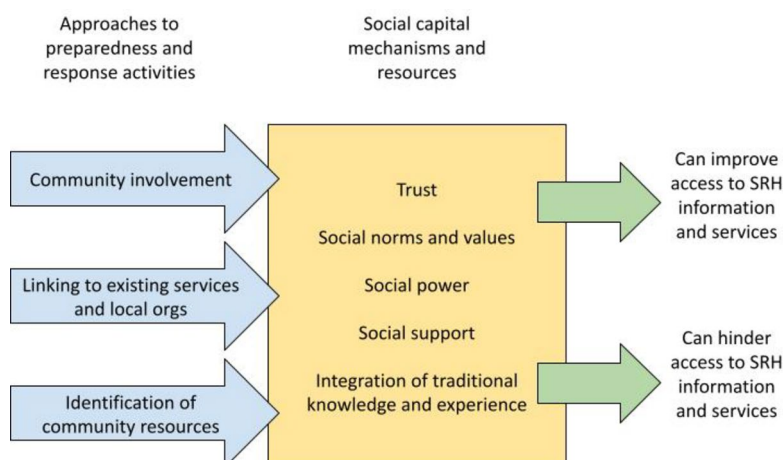 Approaches to
preparedness and
response activities
Social capital
mechanisms and
resources
Community involvement
Linking to existing services
and local orgs
Identification of
community resources
Trust
Social norms and values
Social power
Social support
Integration of traditional
knowledge and experience
Can improve
access to SRH
information
and services
Can hinder
access to SRH
information
and services